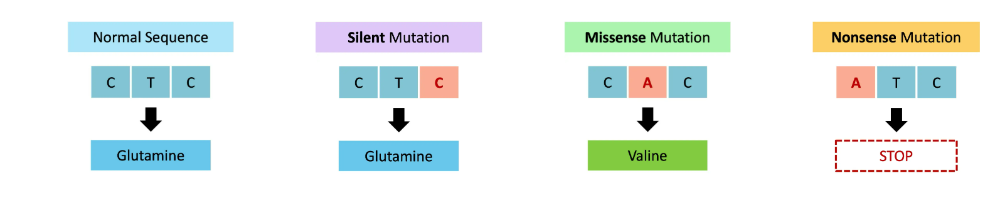 Normal Sequence
Silent Mutation
Missense Mutation
Nonsense Mutation
C T C
C T C
C A C
A T C
Glutamine
Glutamine
Valine
STOP